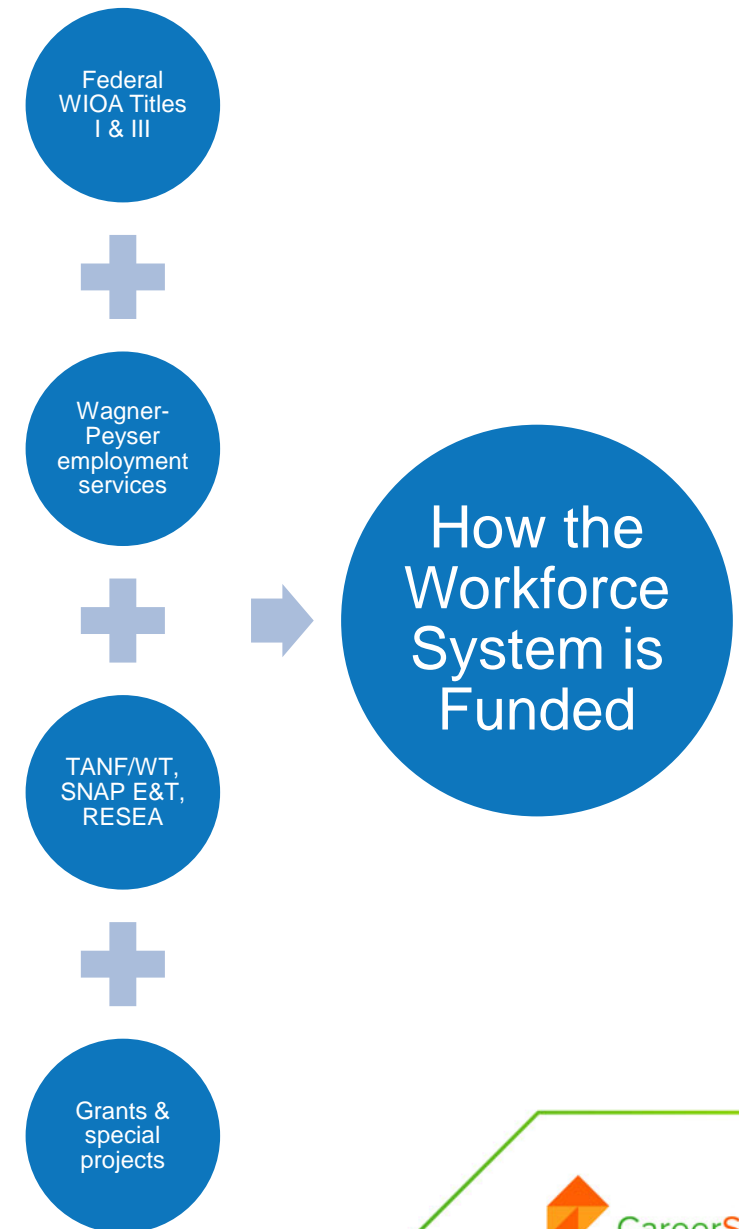 Federal
WIOA Titles
I & III
Wagner-
Peyser
employment
services
TANF/WT,
SNAP E&T,
RESEA
Grants &
special
projects
How the
Workforce
System is
Funded